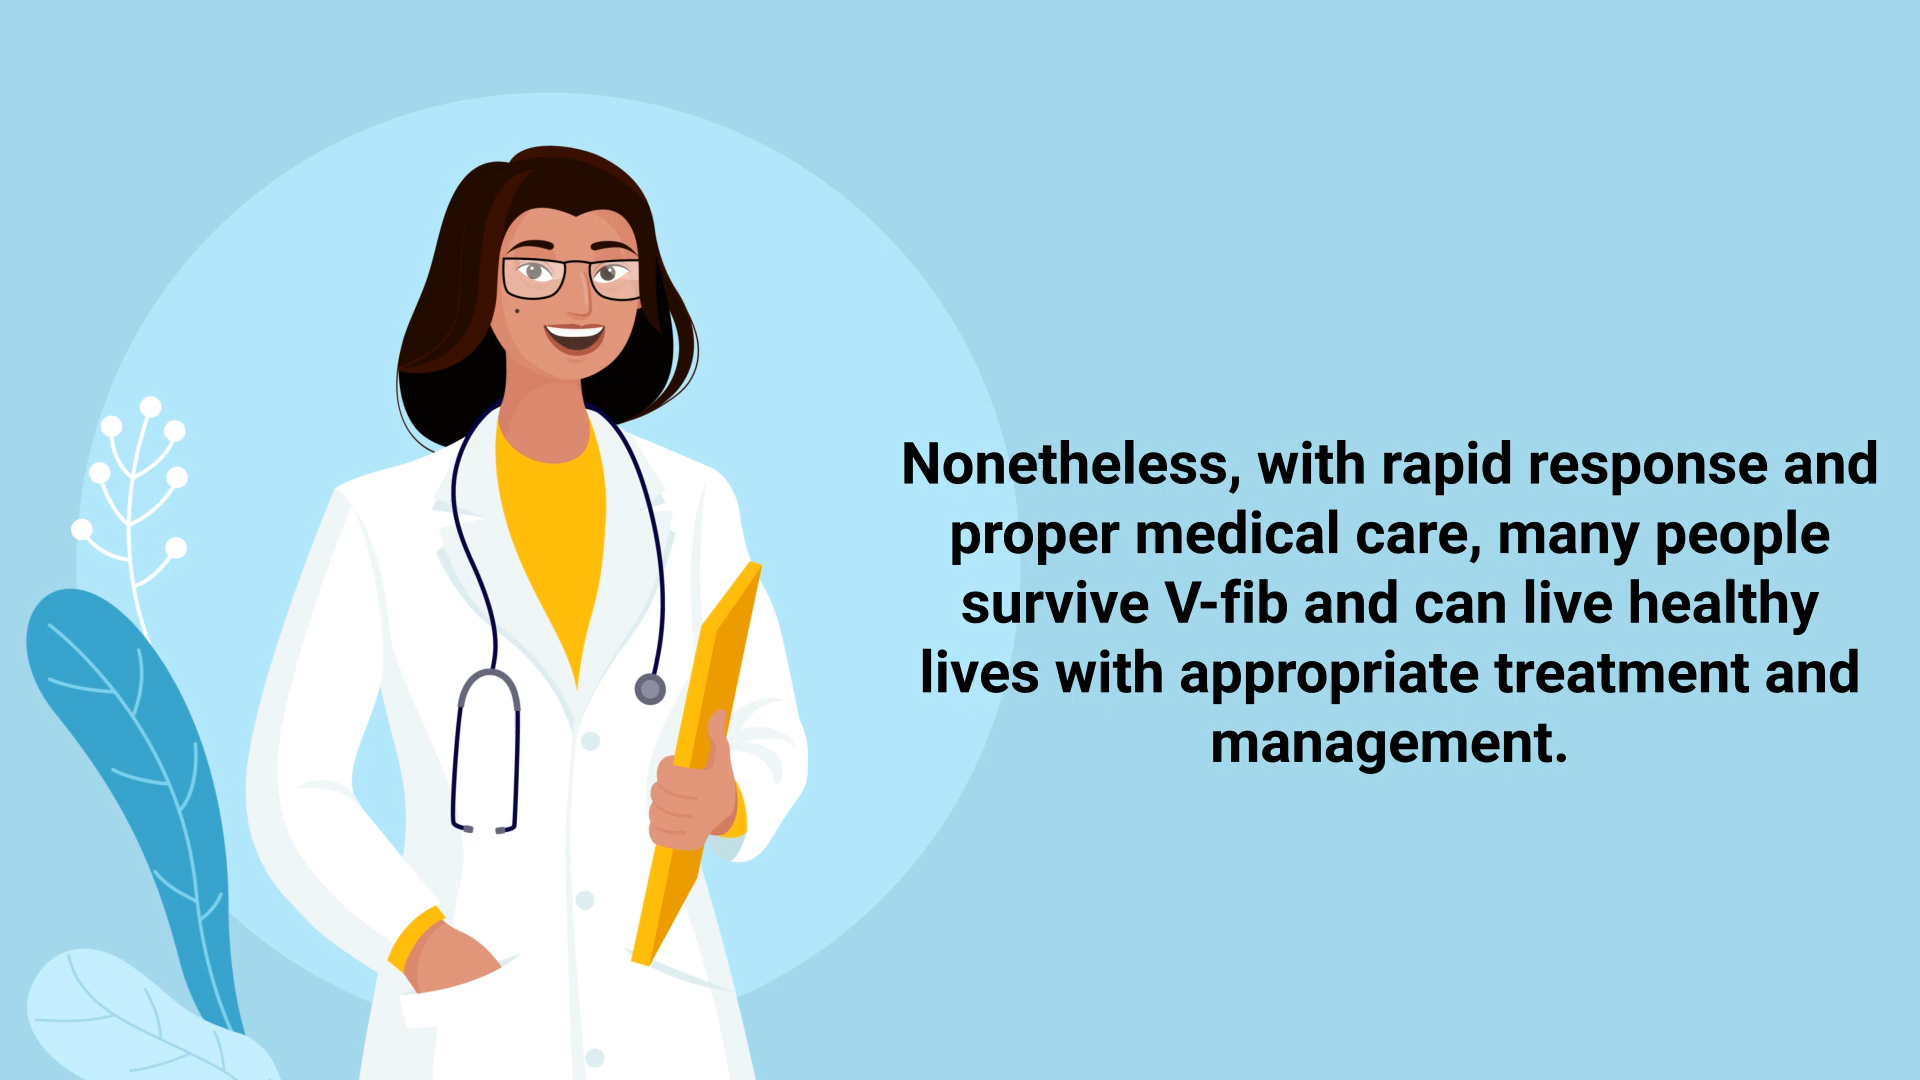 Nonetheless, with rapid response and
proper medical care, many people
survive V-fib and can live healthy
lives with appropriate treatment and
management.